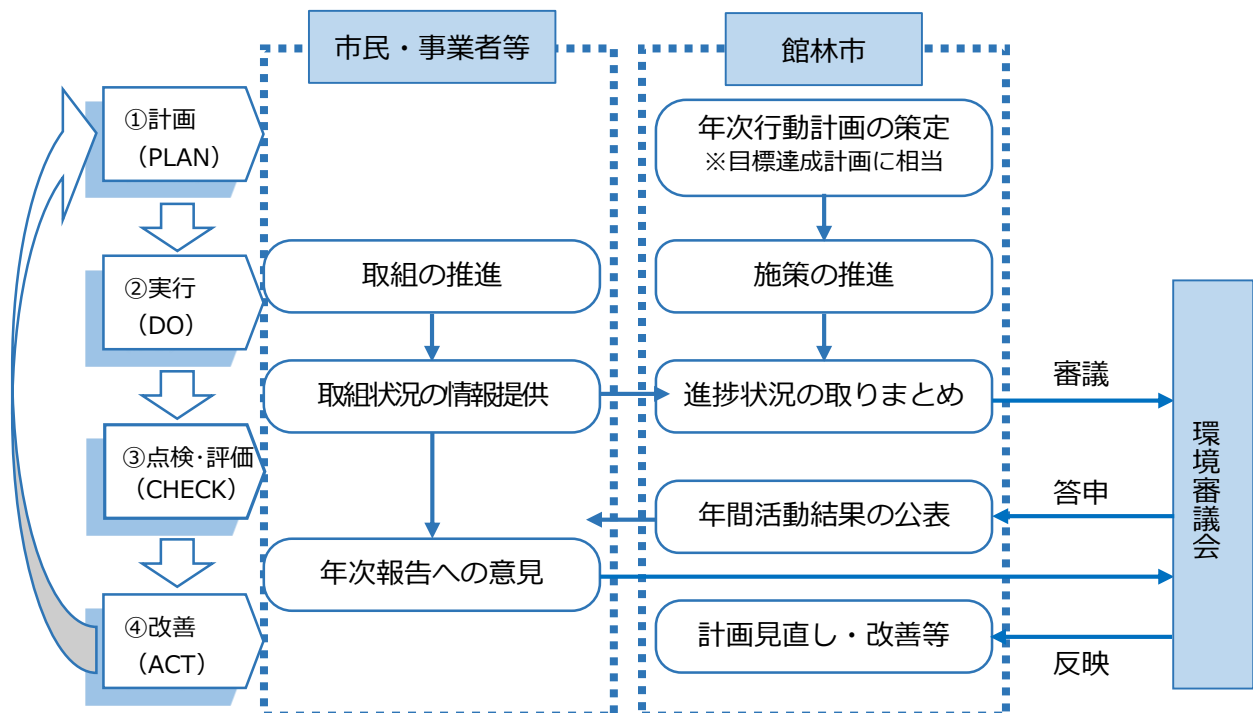 市民・事業者等
館林市
①計画
（PLAN）
年次行動計画の策定
※目標達成計画に相当
②実行
（DO）
取組の推進
施策の推進
取組状況の情報提供
進捗状況の取りまとめ
審議
環境審議会
③点検・評価
（CHECK）
年間活動結果の公表
答申
年次報告への意見
④改善
（ACT）
計画見直し・改善等
反映